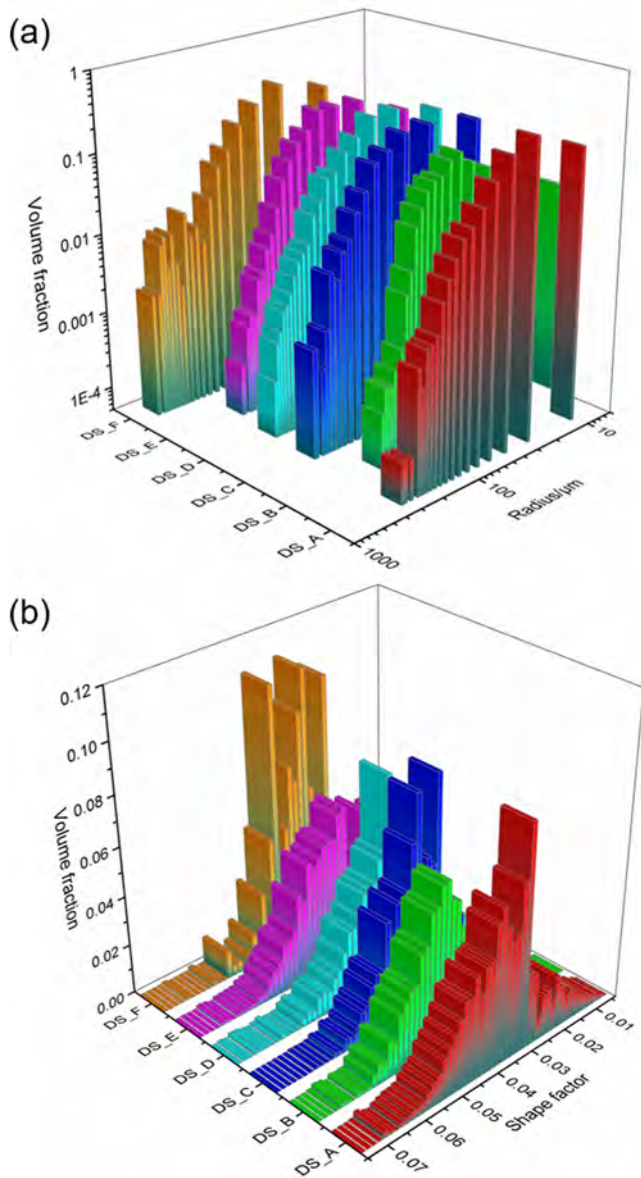 (a)
1
0.1
0.01
0.001
1E-4
Volume fraction
DS_F
DS_E
DS_D
DS_C
DS_B
DS_A
1000
100
10
Radius/μm
(b)
0.12
0.10
0.08
0.06
0.04
0.02
0.00
Volume fraction
DS_F
DS_E
DS_D
DS_C
DS_B
DS_A
0.07
0.06
0.05
0.04
0.03
0.02
0.01
Shape factor